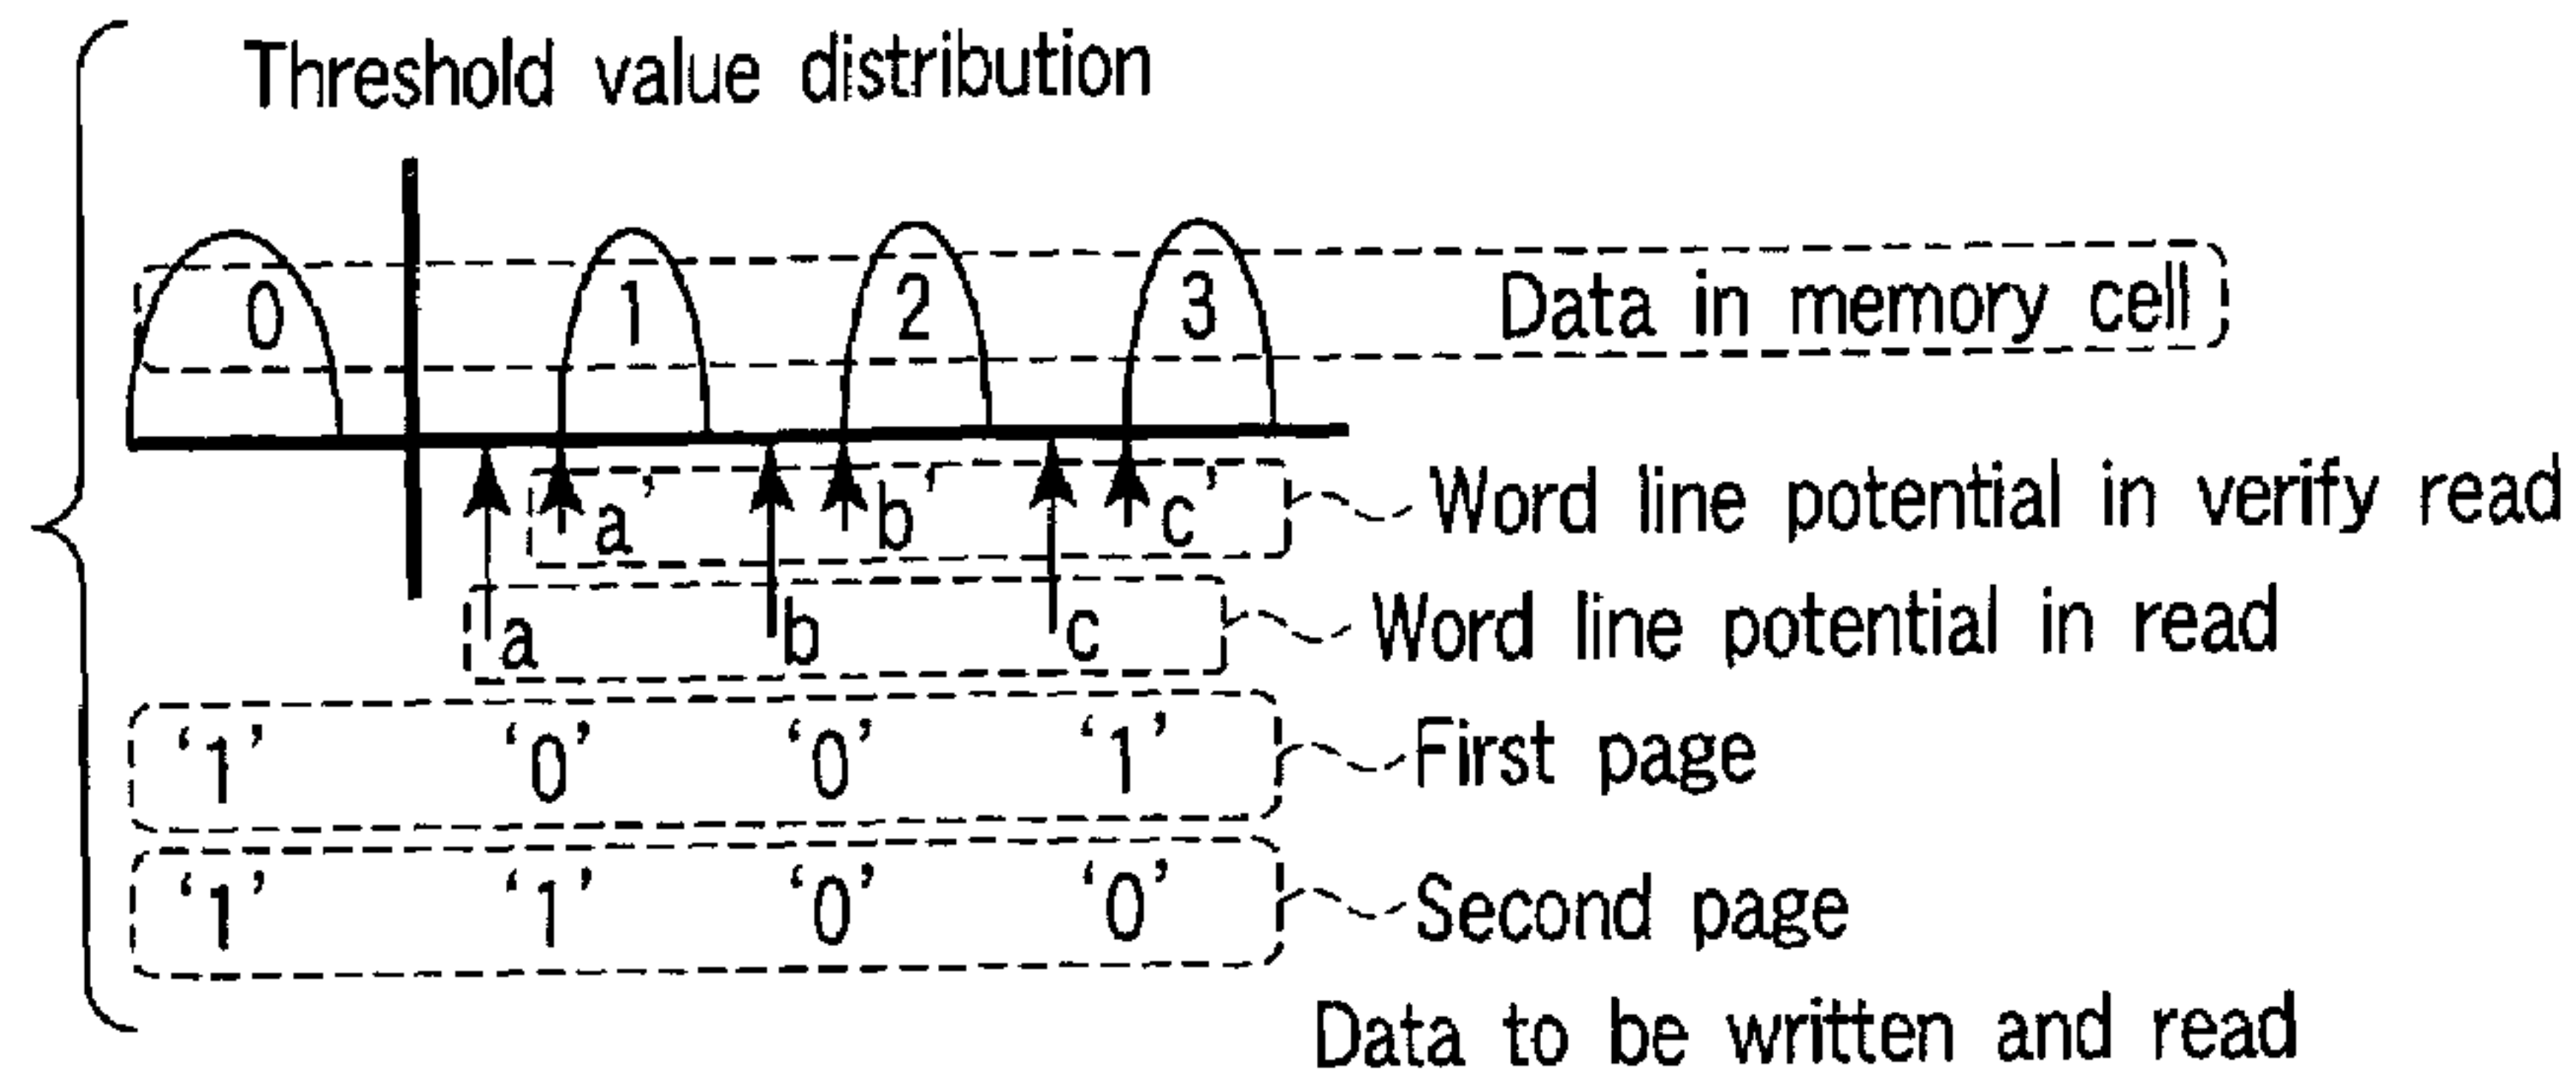 Threshold value distribution
0 1 2 3 Data in memory cell
a’ b’ c’ Word line potential in verify read
a b c Word line potential in read
‘1’ ‘0’ ‘0’ ‘1’ First page
‘1’ ‘1’ ‘0’ ‘0’ Second page
Data to be written and read